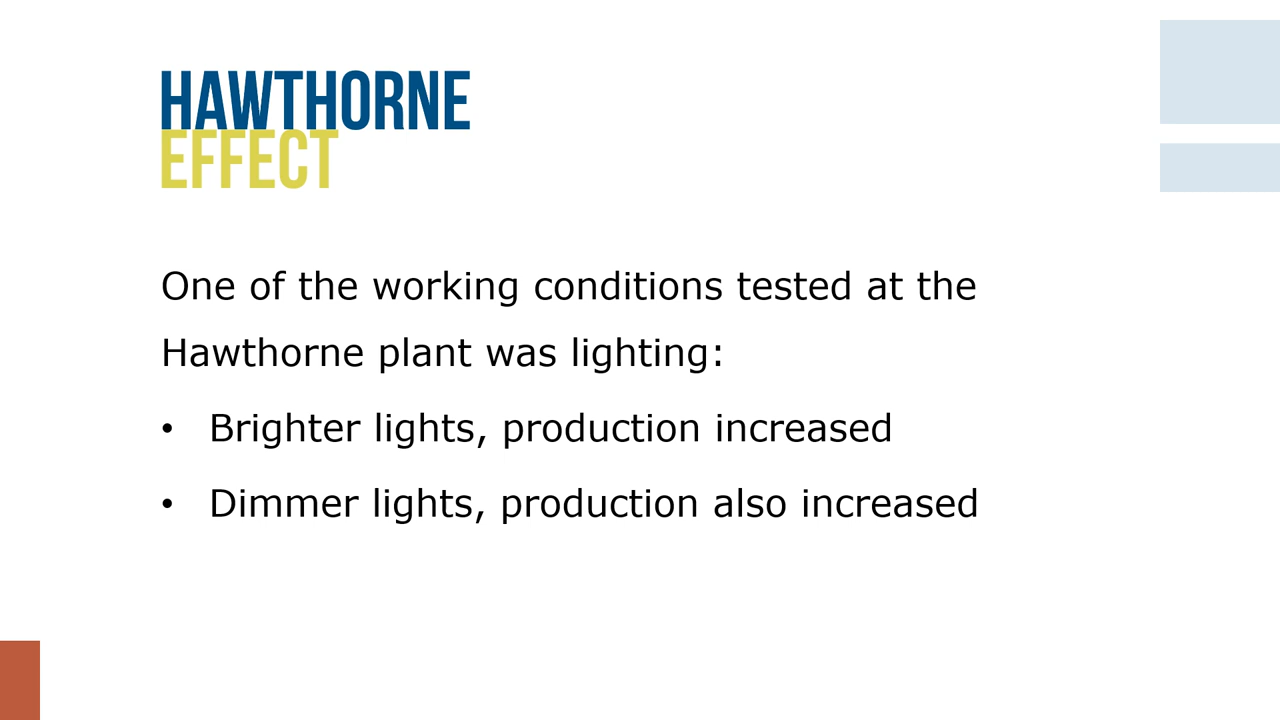 HAWTHORNE
EFFECT
One of the working conditions tested at the
Hawthorne plant was lighting:
• Brighter lights, production increased
• Dimmer lights, production also increased